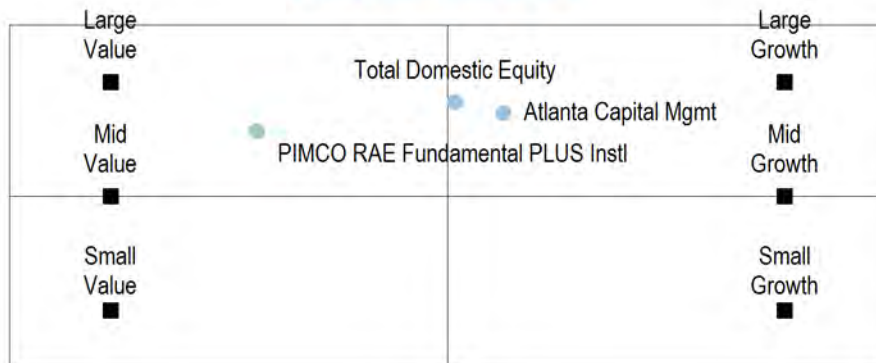 Large
Value
Large
Growth
Total Domestic Equity
Atlanta Capital Mgmt
Mid
Value
PIMCO RAE Fundamental PLUS Instl
Mid
Growth
Small
Value
Small
Growth